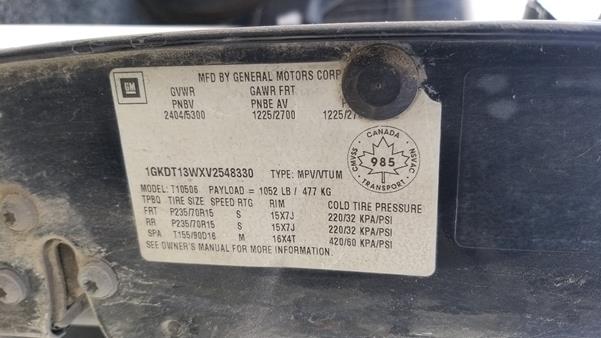 GM
MFD BY GENERAL MOTORS CORP
GVWR GAWR FRT
PNBV PNBE AV
2404/5300 1225/2700 1225/27
CANADA
CMVSS 985 NSVAC
TRANSPORT
1GKDT13WXV2548330 TYPE: MPV/VTUM
MODEL: T10506 PAYLOAD = 1052 LB / 477 KG
TPBQ TIRE SIZE SPEED RTG RIM COLD TIRE PRESSURE
FRT P235/70R15 S 15X7J 220/32 KPA/PSI
RR P235/70R15 S 15X7J 220/32 KPA/PSI
SPA T155/90D16 M 16X4T 420/60 KPA/PSI
SEE OWNER'S MANUAL FOR MORE INFORMATION.